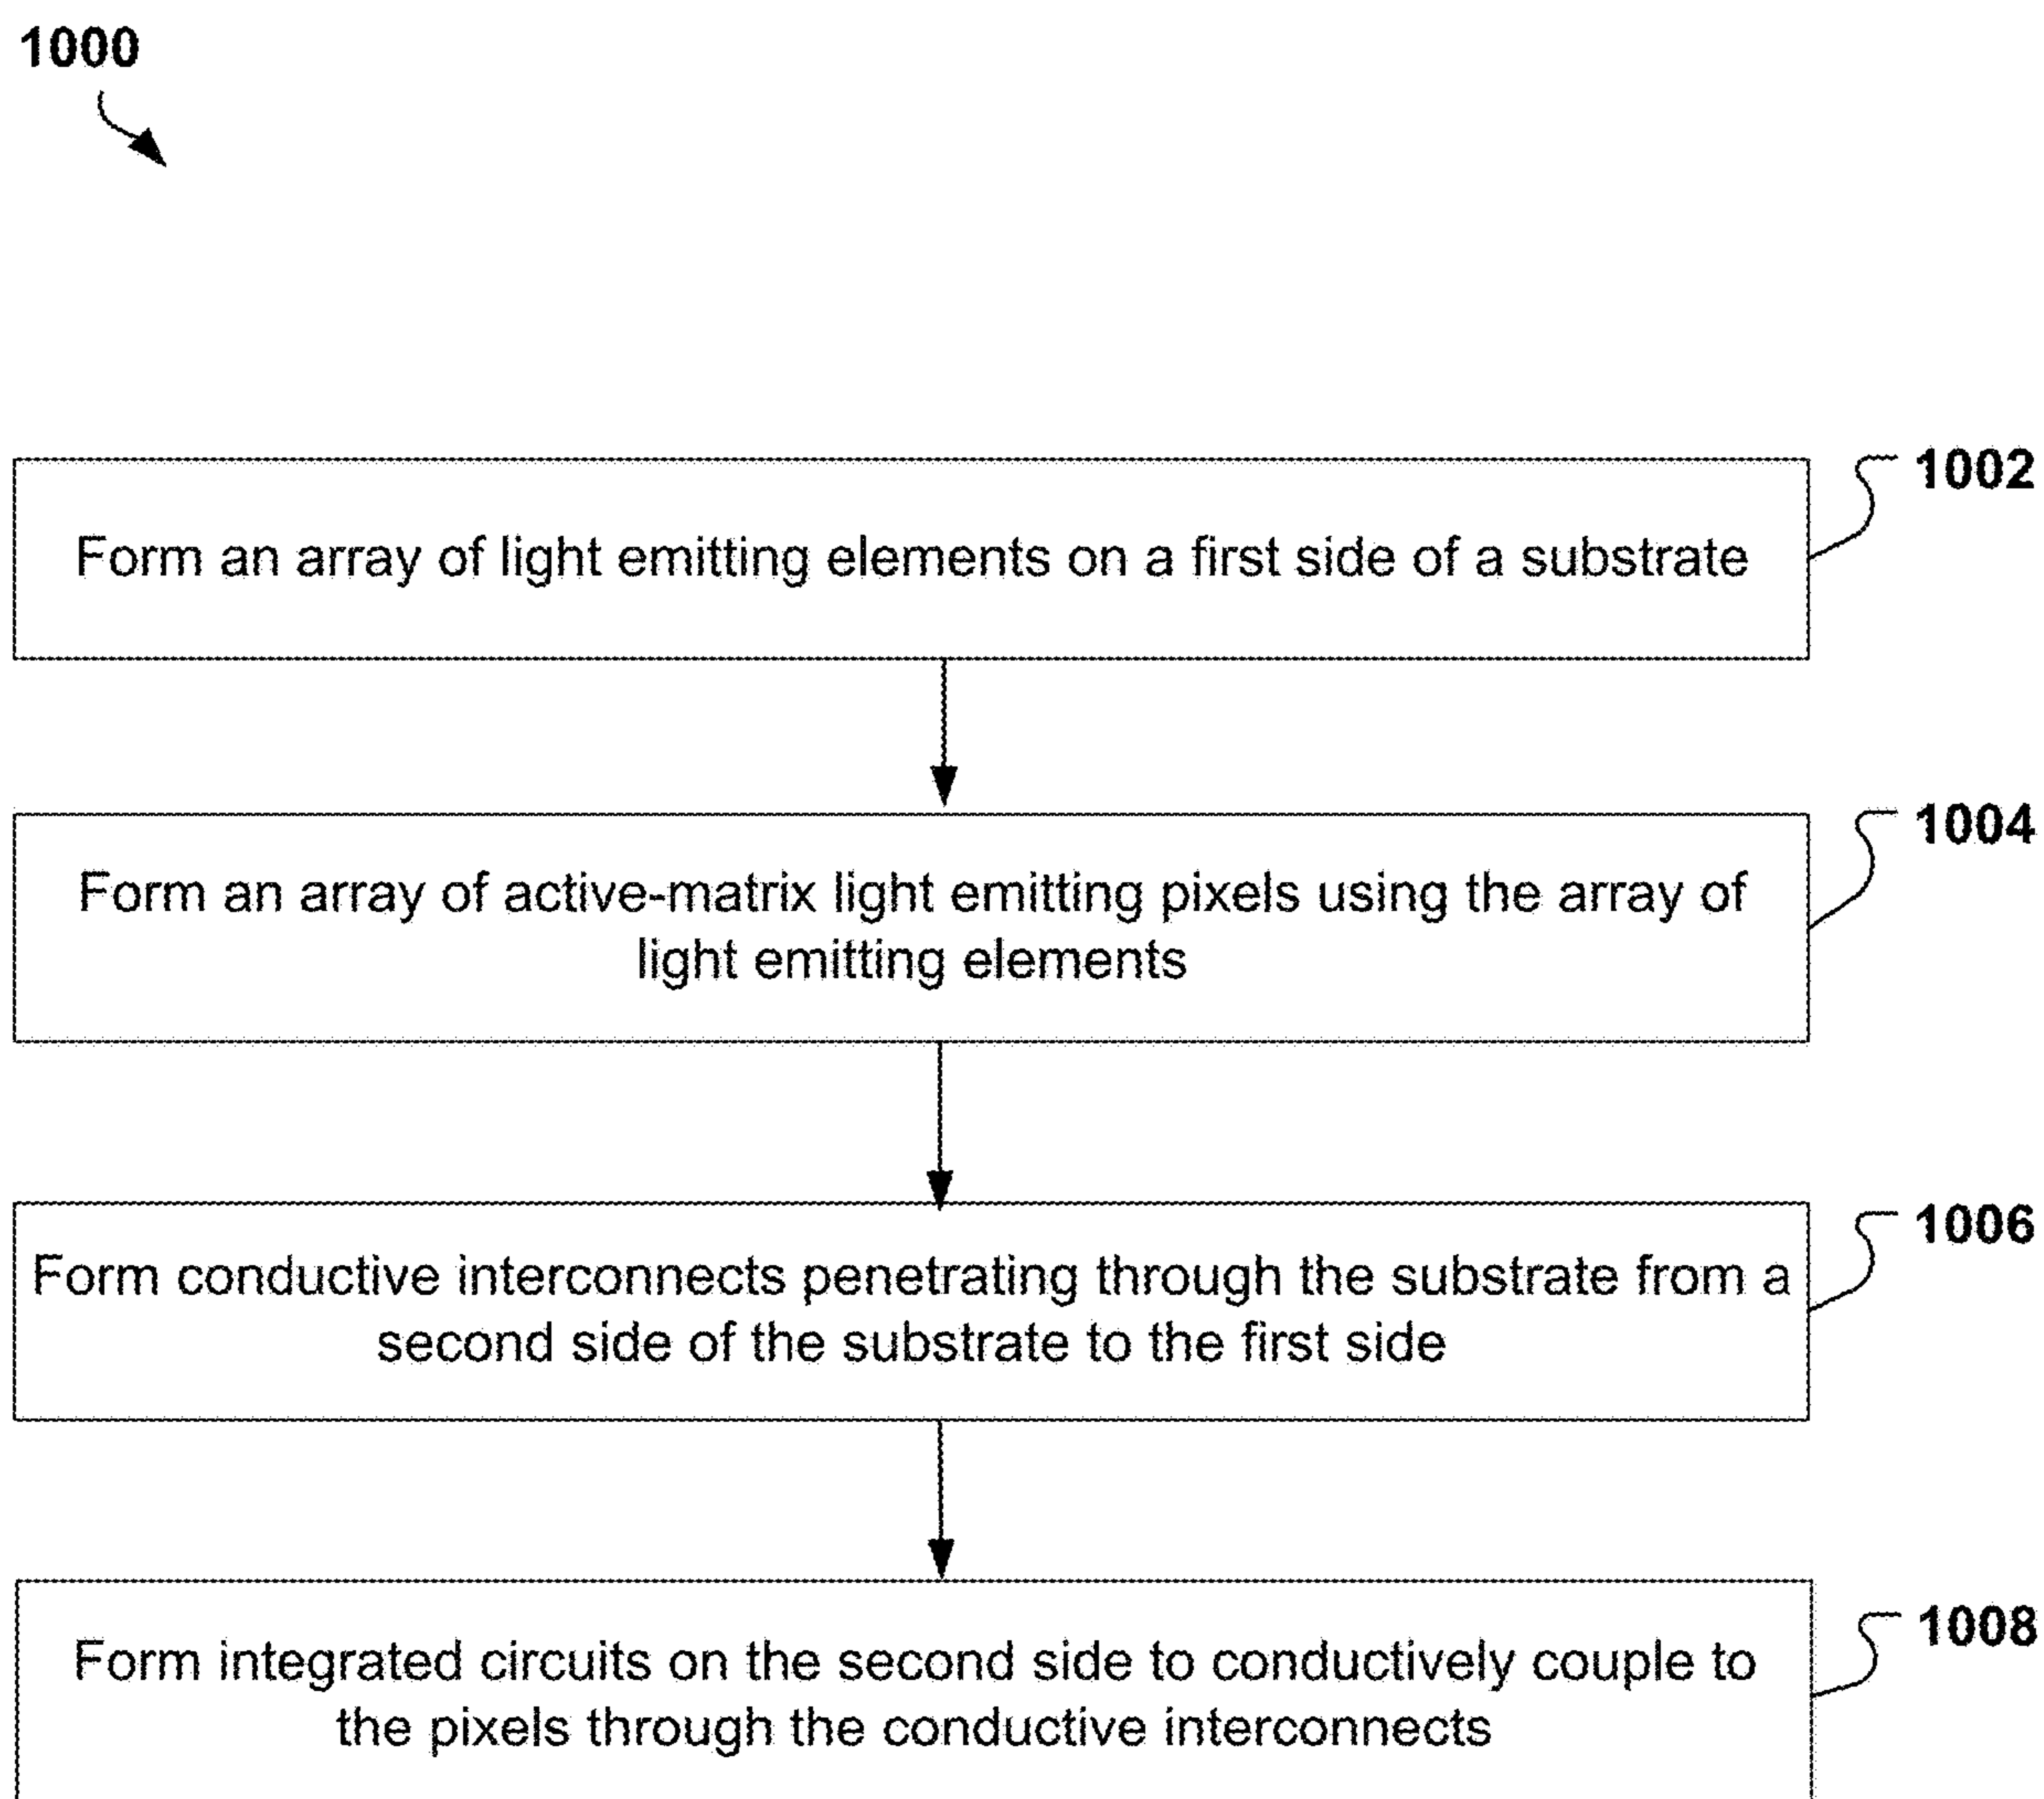 1000
Form an array of light emitting elements on a first side of a substrate
1002
Form an array of active-matrix light emitting pixels using the array of
light emitting elements
1004
Form conductive interconnects penetrating through the substrate from a
second side of the substrate to the first side
1006
Form integrated circuits on the second side to conductively couple to
the pixels through the conductive interconnects
1008